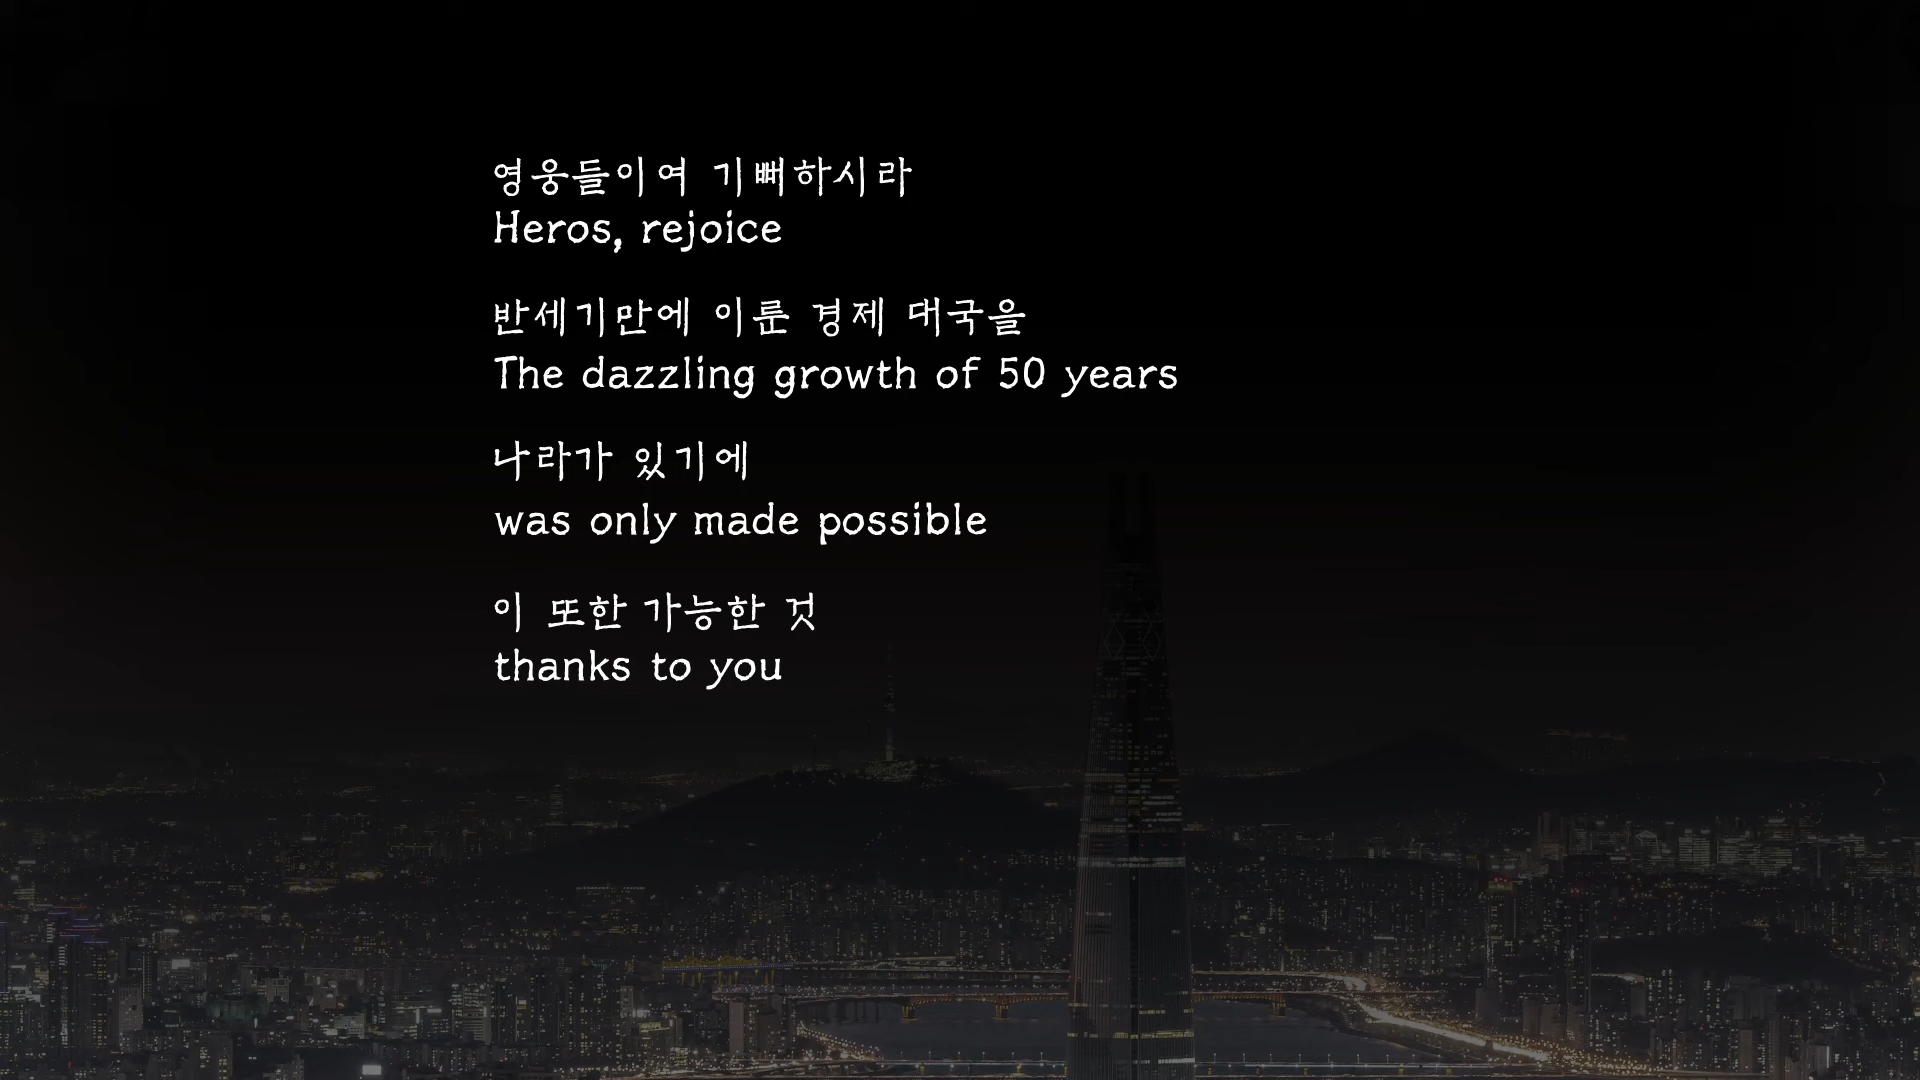 영웅들이여 기뻐하시라
Heros, rejoice
반세기만에 이룬 경제 대국을
The dazzling growth of 50 years
나라가 있기에
was only made possible
이 또한 가능한 것
thanks to you